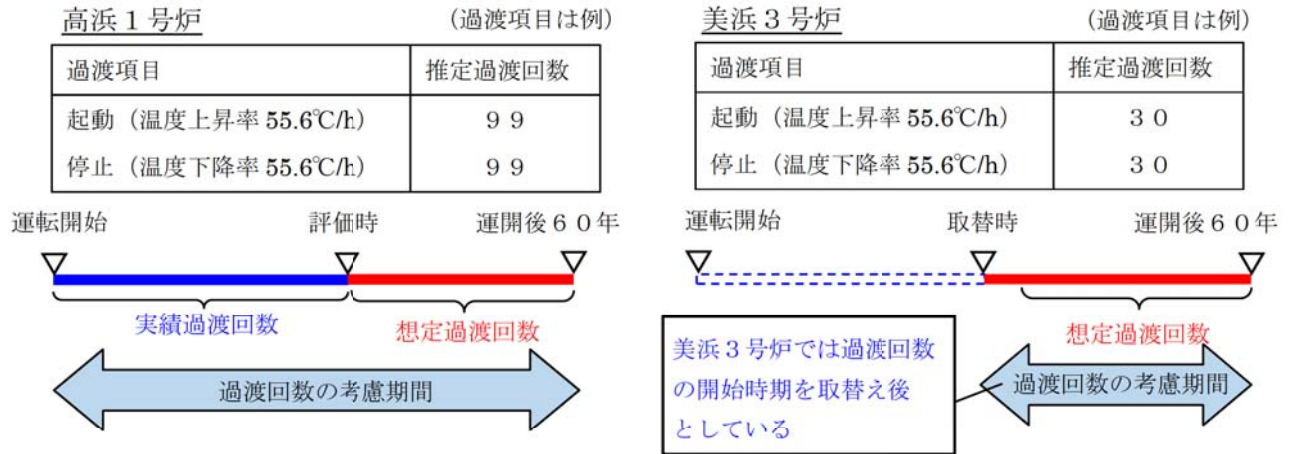 高浜１号炉
（過渡項目は例）
過渡項目 推定過渡回数
起動（温度上昇率 55.6℃/h） ９９
停止（温度下降率 55.6℃/h） ９９
運転開始 評価時 運開後６０年
実績過渡回数 想定過渡回数
過渡回数の考慮期間
美浜３号炉
（過渡項目は例）
過渡項目 推定過渡回数
起動（温度上昇率 55.6℃/h） ３０
停止（温度下降率 55.6℃/h） ３０
運転開始 取替時 運開後６０年
想定過渡回数
美浜３号炉では過渡回数
の開始時期を取替え後
としている
過渡回数の考慮期間